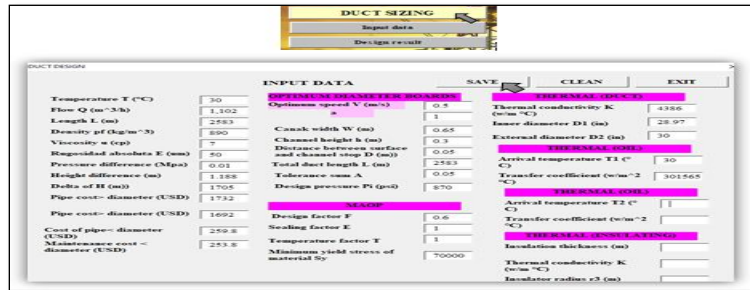 DUCT SIZING
Input data
Design result
DUCT DESIGN
INPUT DATA
SAVE
CLEAN
EXIT
Temperature T (°C)
30
Flow Q (m^3/h)
1,102
Length L (m)
2583
Density pf (kg/m^3)
890
Viscosity u (cp)
7
Rugosidad absoluta E (um)
50
Pressure difference (Mpa)
0.01
Height difference (m)
1.188
Delta of H (m))
1705
Pipe cost> diameter (USD)
1732
Pipe cost> diameter (USD)
1692
Cost of pipe< diameter
(USD)
259.8
Maintenance cost <
diameter (USD)
253.8
OPTIMUM DIAMETER BOARDS
Optimum speed V (m/s)
0.5
a
1
Canak width W (m)
0.65
Channel height h (m)
0.3
Distance between surface
and channel stop D (m))
0.05
Total duct length L (m)
2583
Tolerance sum A
0.05
Design pressure Pi (psi)
870
MAOP
Design factor F
0.6
Sealing factor E
1
Temperature factor T
1
Minimum yield stress of
material Sy
70000
THERMAL (DUCT)
Thermal conductivity K
(w/m °C)
4386
Inner diameter D1 (in)
28.97
External diameter D2 (in)
30
THERMAL (OIL)
Arrival temperature T1 (°
C)
30
Transfer coefficient (w/m^2
°C)
301565
THERMAL (OIL)
Arrival temperature T2 (°
C)
Transfer coefficient (w/m^2
°C)
THERMAL (INSULATING)
Insulation thickness (m)
Thermal conductivity K
(w/m °C)
Insulator radius r3 (m)